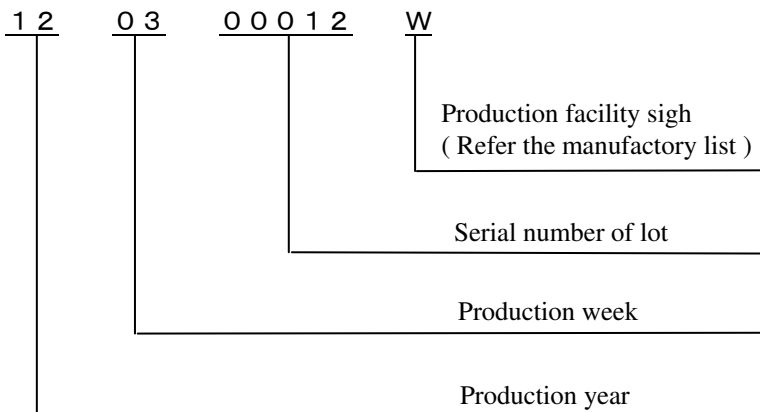 12 03 00012 W
Production facility sigh
( Refer the manufactory list )
Serial number of lot
Production week
Production year